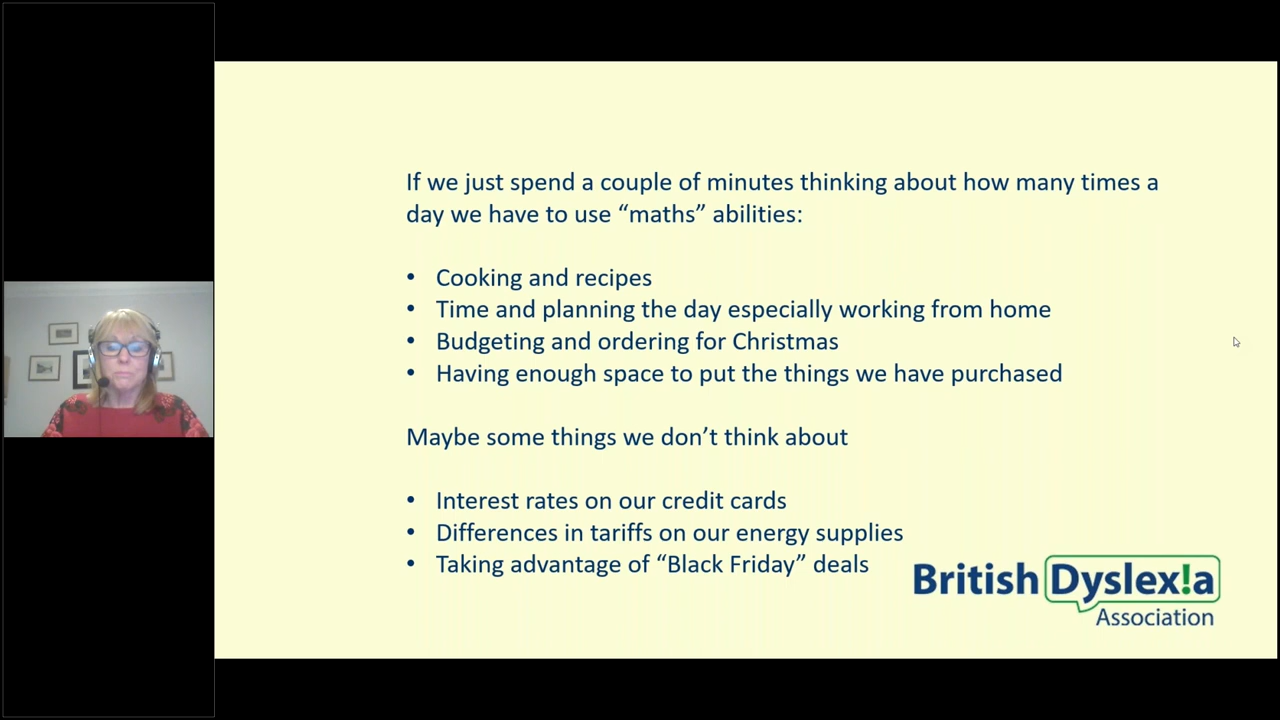 If we just spend a couple of minutes thinking about how many times a
day we have to use “maths” abilities:
• Cooking and recipes
• Time and planning the day especially working from home
• Budgeting and ordering for Christmas
• Having enough space to put the things we have purchased
Maybe some things we don’t think about
• Interest rates on our credit cards
• Differences in tariffs on our energy supplies
• Taking advantage of “Black Friday” deals
British Dyslex!a
Association